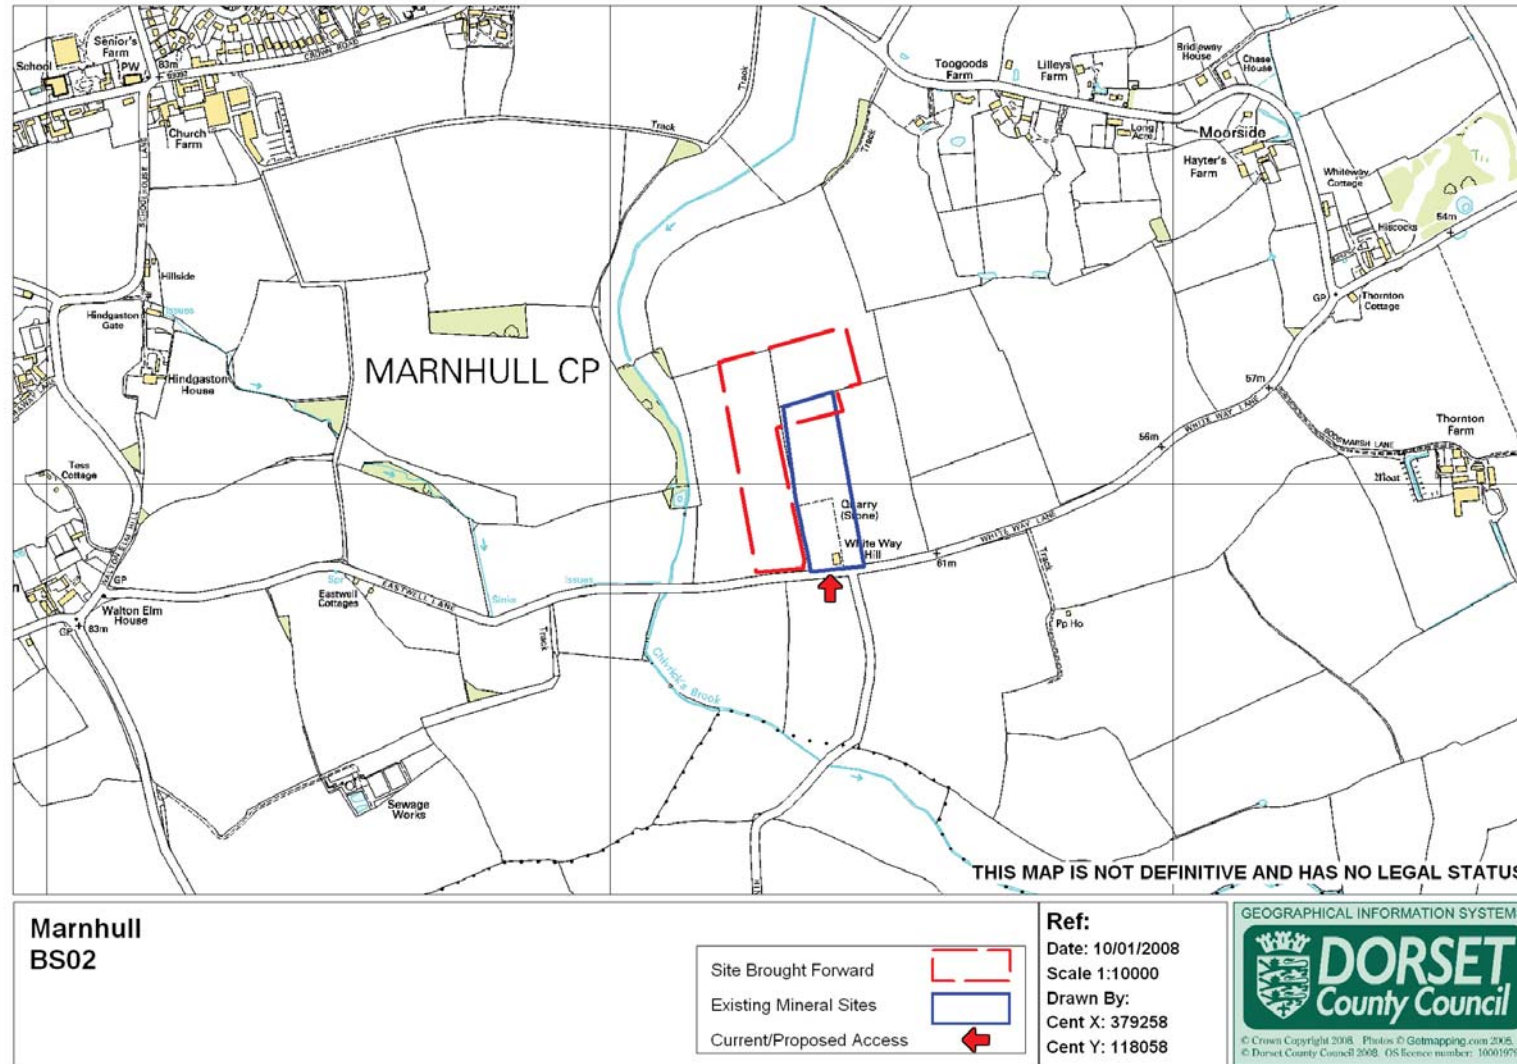 School
Senior's
Farm
PW
83m
CROWN ROAD
Church
Farm
SCHOOLHOUSE LANE
Track
Track
Toogoods
Farm
Lilleys
Farm
Bridleway
House
Chase
House
Long
Acre
Moorside
Hayter's
Farm
Track
Whiteway
Cottage
54m
Hiscocks
GP
Thornton
Cottage
Hillside
Hindgaston
Gate
Issues
Hindgaston
House
MARNHULL CP
57m
WHITE WAY LANE
56m
Thornton
Farm
Moat
Tess
Cottage
WALTON ELM HILL
Quarry
(Stone)
White Way
Hill
WHITE WAY LANE
61m
Track
GP
Walton Elm
House
GP
83m
Spr
Eastwell
Cottages
EASTWELL LANE
Sinks
Issues
Track
Pp Ho
Chivrick's Brook
Sewage
Works
THIS MAP IS NOT DEFINITIVE AND HAS NO LEGAL STATUS
Marnhull
BS02
Site Brought Forward
Existing Mineral Sites
Current/Proposed Access
Ref:
Date: 10/01/2008
Scale 1:10000
Drawn By:
Cent X: 379258
Cent Y: 118058
GEOGRAPHICAL INFORMATION SYSTEM
DORSET
County Council
© Crown Copyright 2008. Photos © Getmapping.com 2005.
© Dorset County Council 2008. OS licence number: